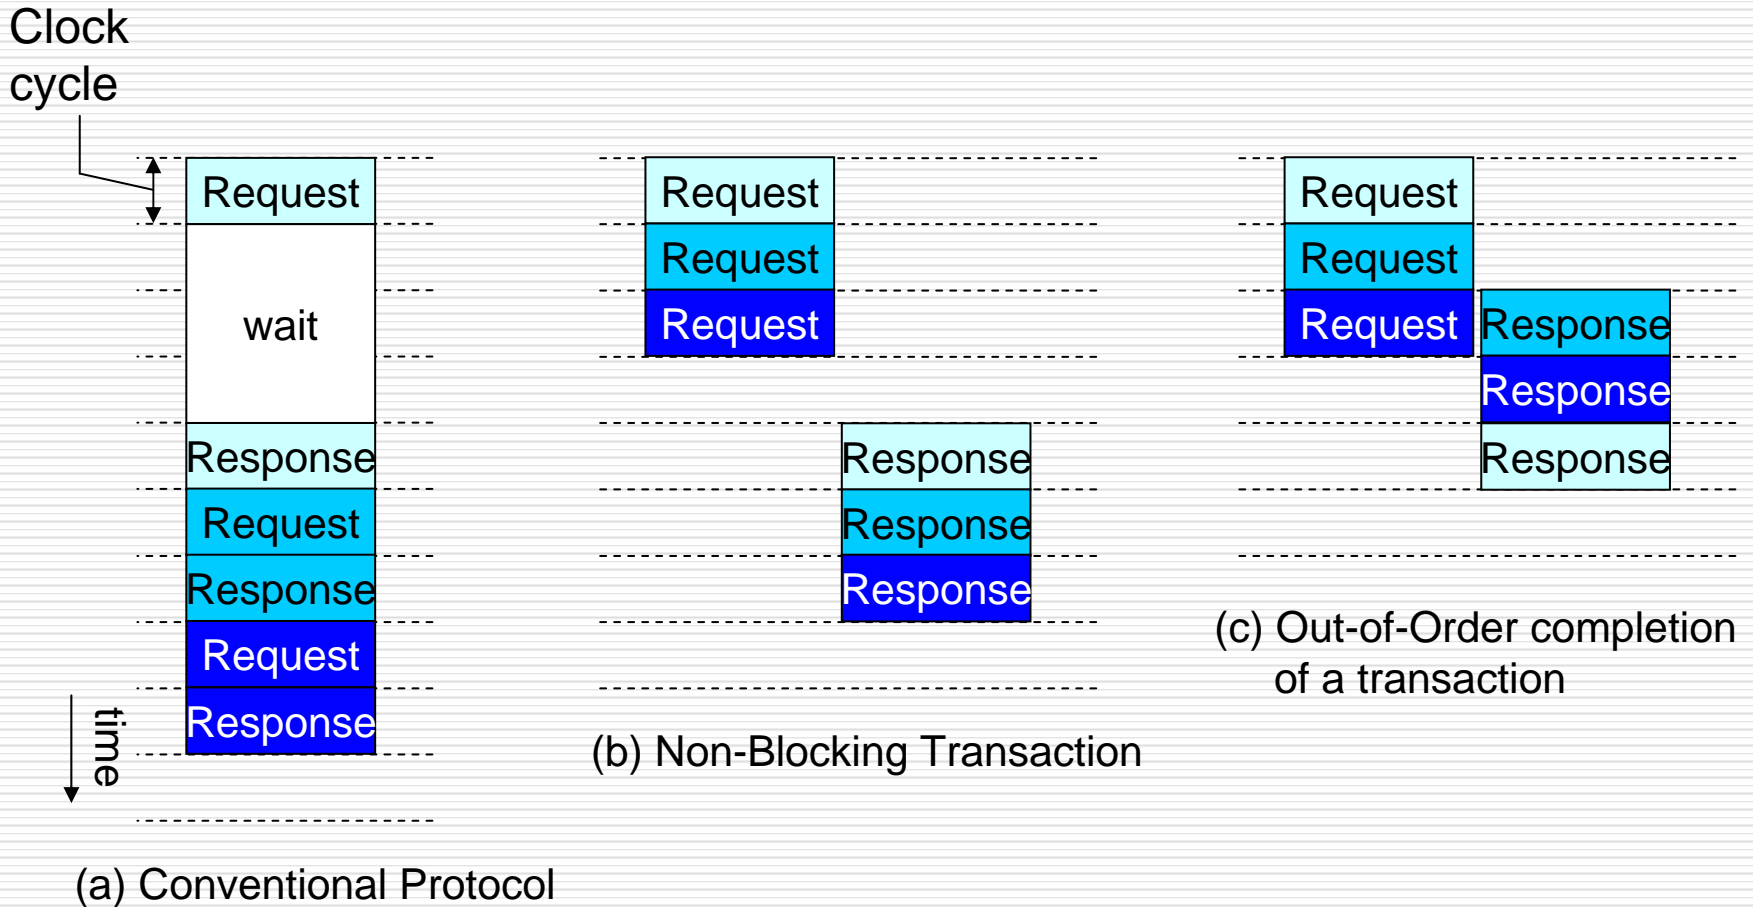 Clock
cycle
Request
wait
Response
Request
Response
Request
Response
time
(a) Conventional Protocol
Request
Request
Request
Response
Response
Response
(b) Non-Blocking Transaction
Request
Request
Request
Response
Response
Response
(c) Out-of-Order completion
of a transaction